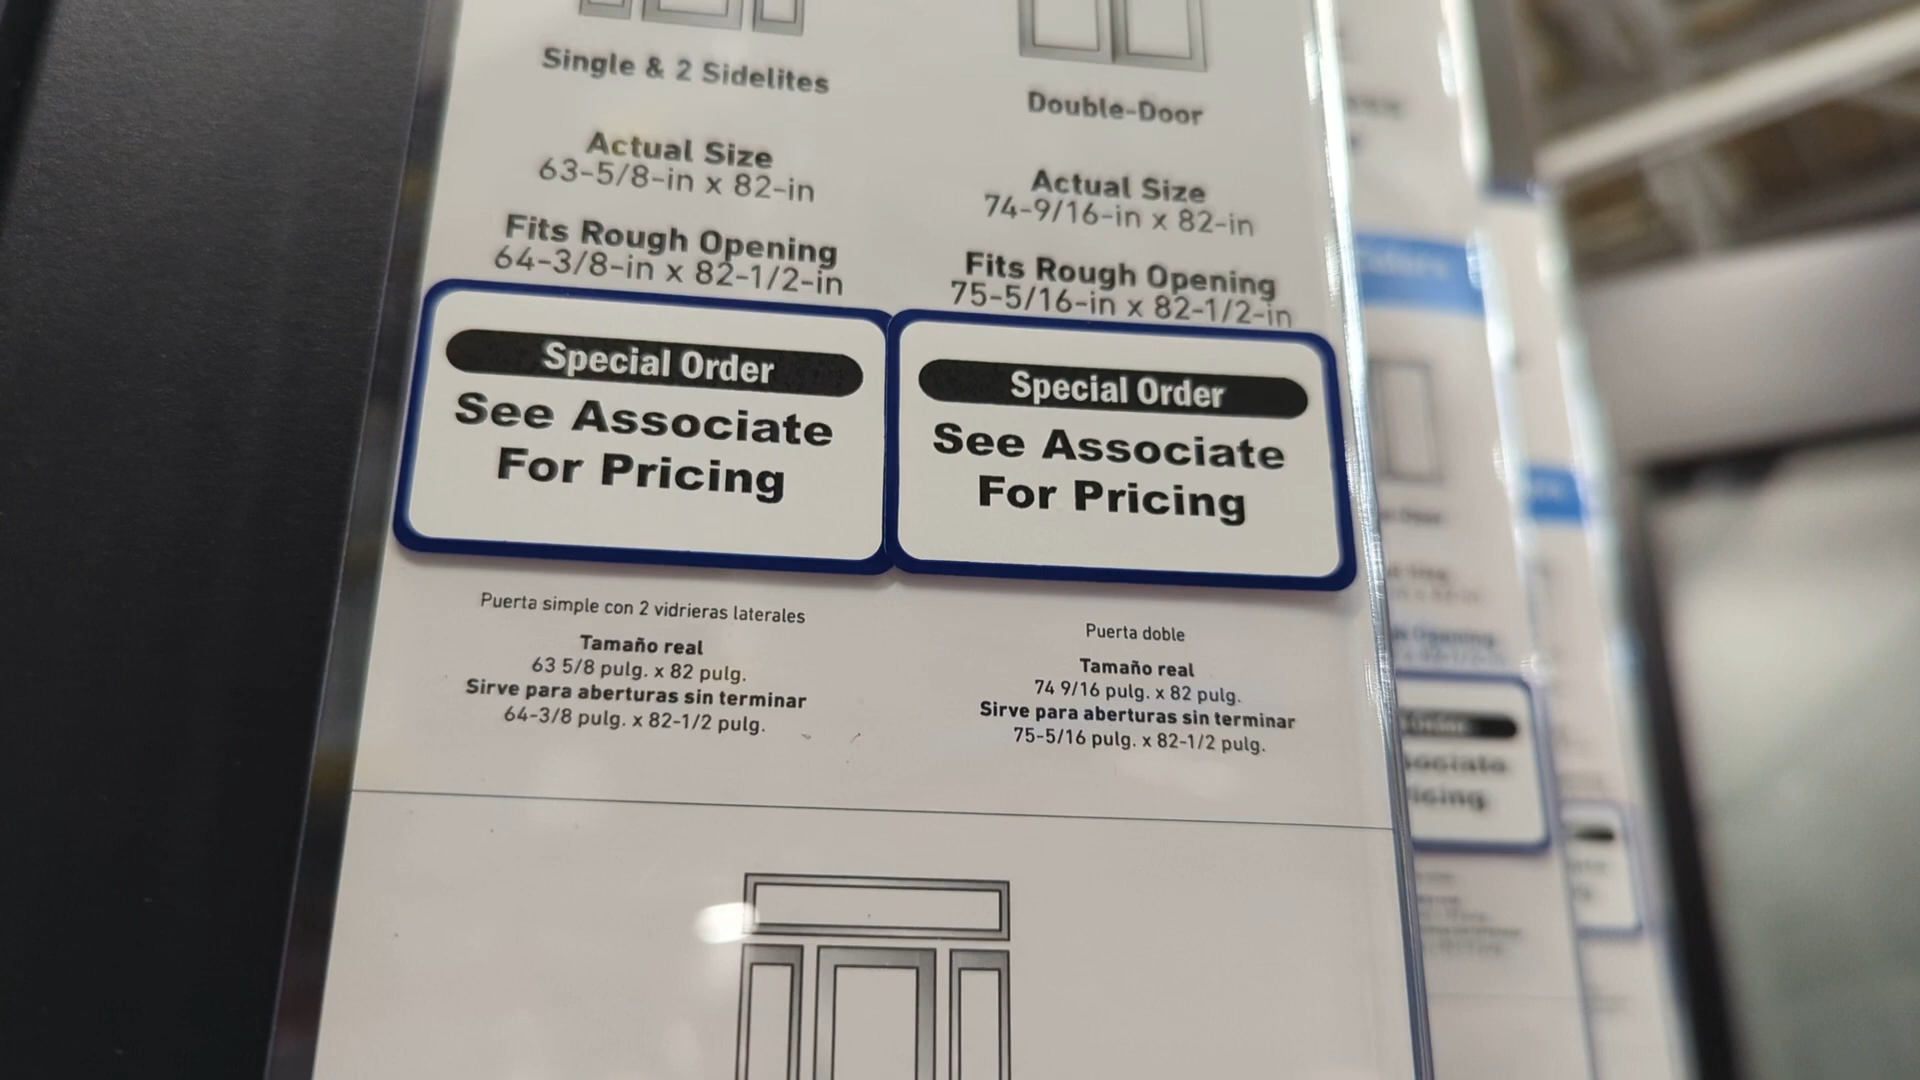 Single & 2 Sidelites
Actual Size
63-5/8-in x 82-in
Fits Rough Opening
64-3/8-in x 82-1/2-in
Special Order
See Associate
For Pricing
Puerta simple con 2 vidrieras laterales
Tamaño real
63 5/8 pulg. x 82 pulg.
Sirve para aberturas sin terminar
64-3/8 pulg. x 82-1/2 pulg.
Double-Door
Actual Size
74-9/16-in x 82-in
Fits Rough Opening
75-5/16-in x 82-1/2-in
Special Order
See Associate
For Pricing
Puerta doble
Tamaño real
74 9/16 pulg. x 82 pulg.
Sirve para aberturas sin terminar
75-5/16 pulg. x 82-1/2 pulg.